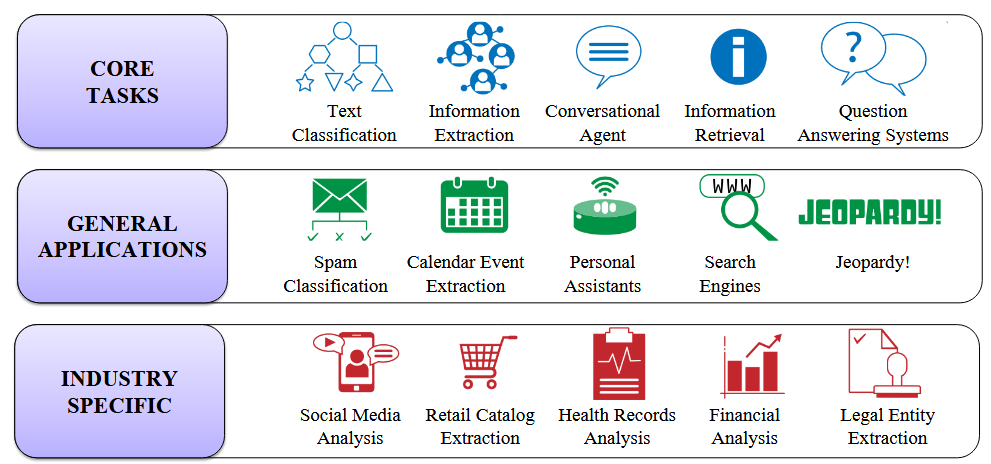 CORE
TASKS
Text
Classification
Information
Extraction
Conversational
Agent
Information
Retrieval
?
Question
Answering Systems
GENERAL
APPLICATIONS
Spam
Classification
Calendar Event
Extraction
Personal
Assistants
WWW
Search
Engines
JEOPARDY!
Jeopardy!
INDUSTRY
SPECIFIC
Social Media
Analysis
Retail Catalog
Extraction
Health Records
Analysis
Financial
Analysis
Legal Entity
Extraction